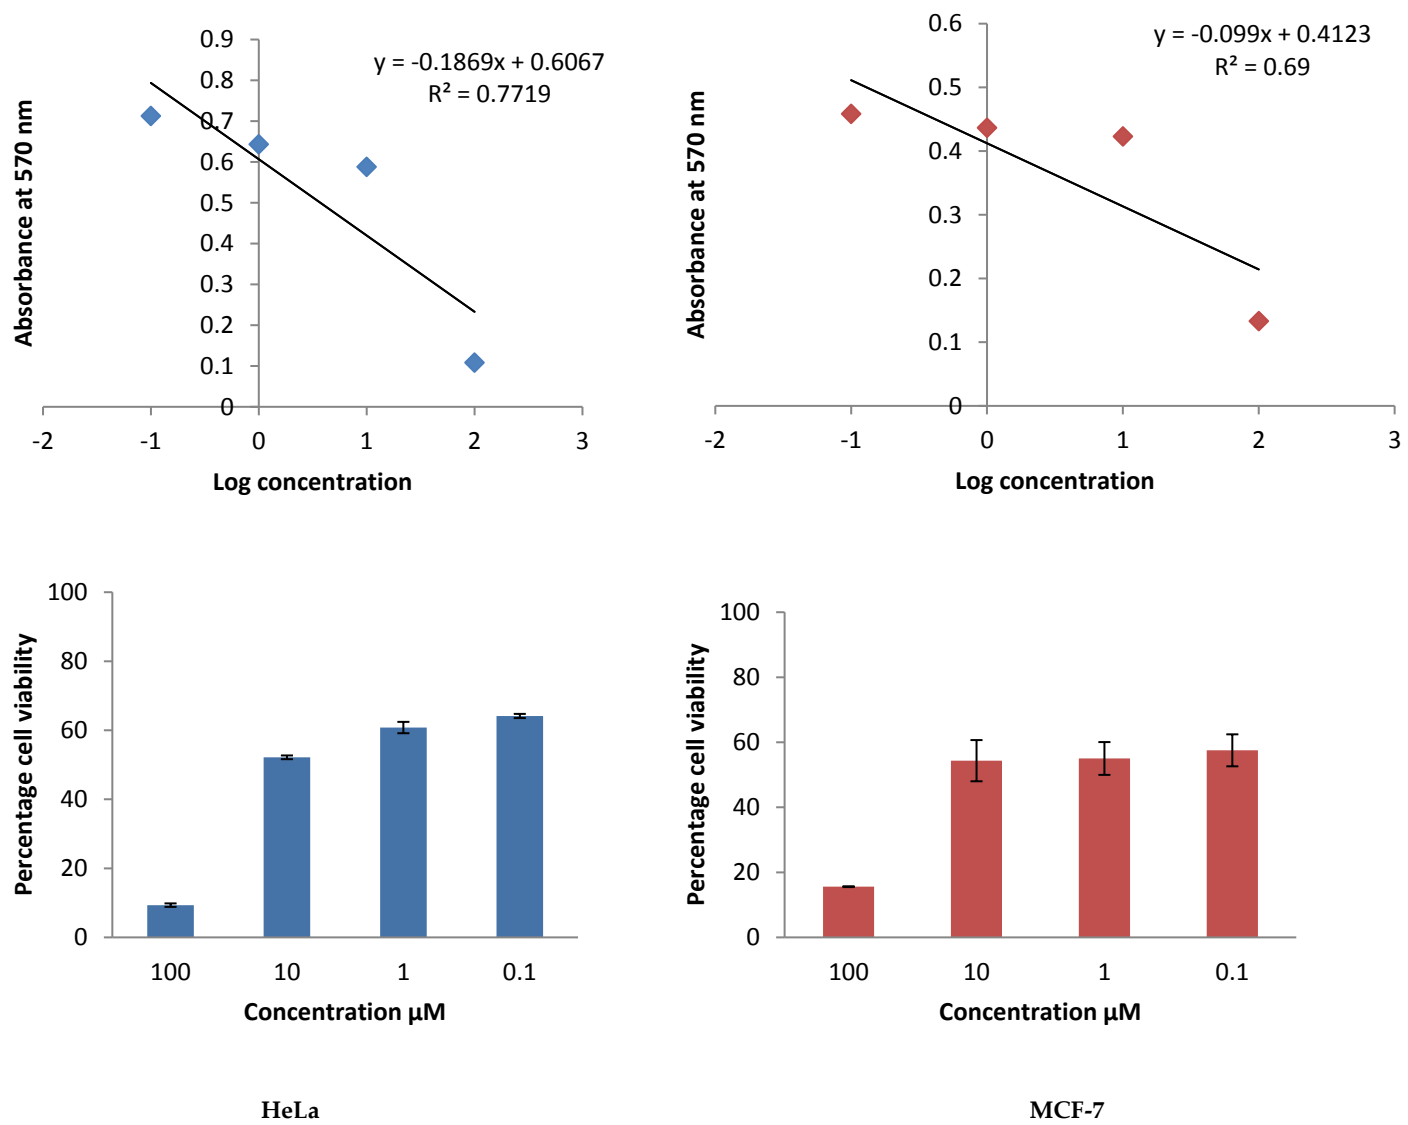 y = -0.1869x + 0.6067
R² = 0.7719
Absorbance at 570 nm
0.9
0.8
0.7
0.6
0.5
0.4
0.3
0.2
0.1
0
-2 -1 0 1 2 3
Log concentration
y = -0.099x + 0.4123
R² = 0.69
Absorbance at 570 nm
0.6
0.5
0.4
0.3
0.2
0.1
0
-2 -1 0 1 2 3
Log concentration
Percentage cell viability
100
80
60
40
20
0
100 10 1 0.1
Concentration µM
Percentage cell viability
100
80
60
40
20
0
100 10 1 0.1
Concentration µM
HeLa
MCF-7